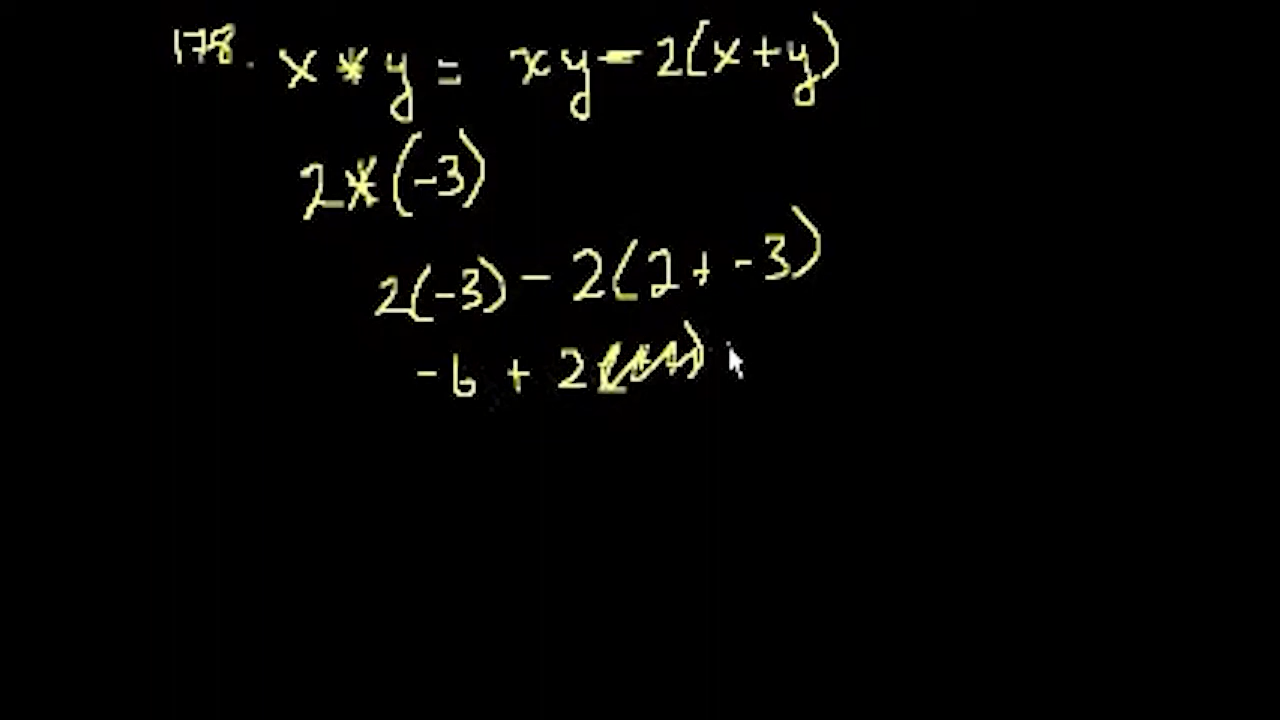 178. x * y = xy - 2(x + y)
2 * (-3)
2(-3) - 2(2 + -3)
-6 + 2